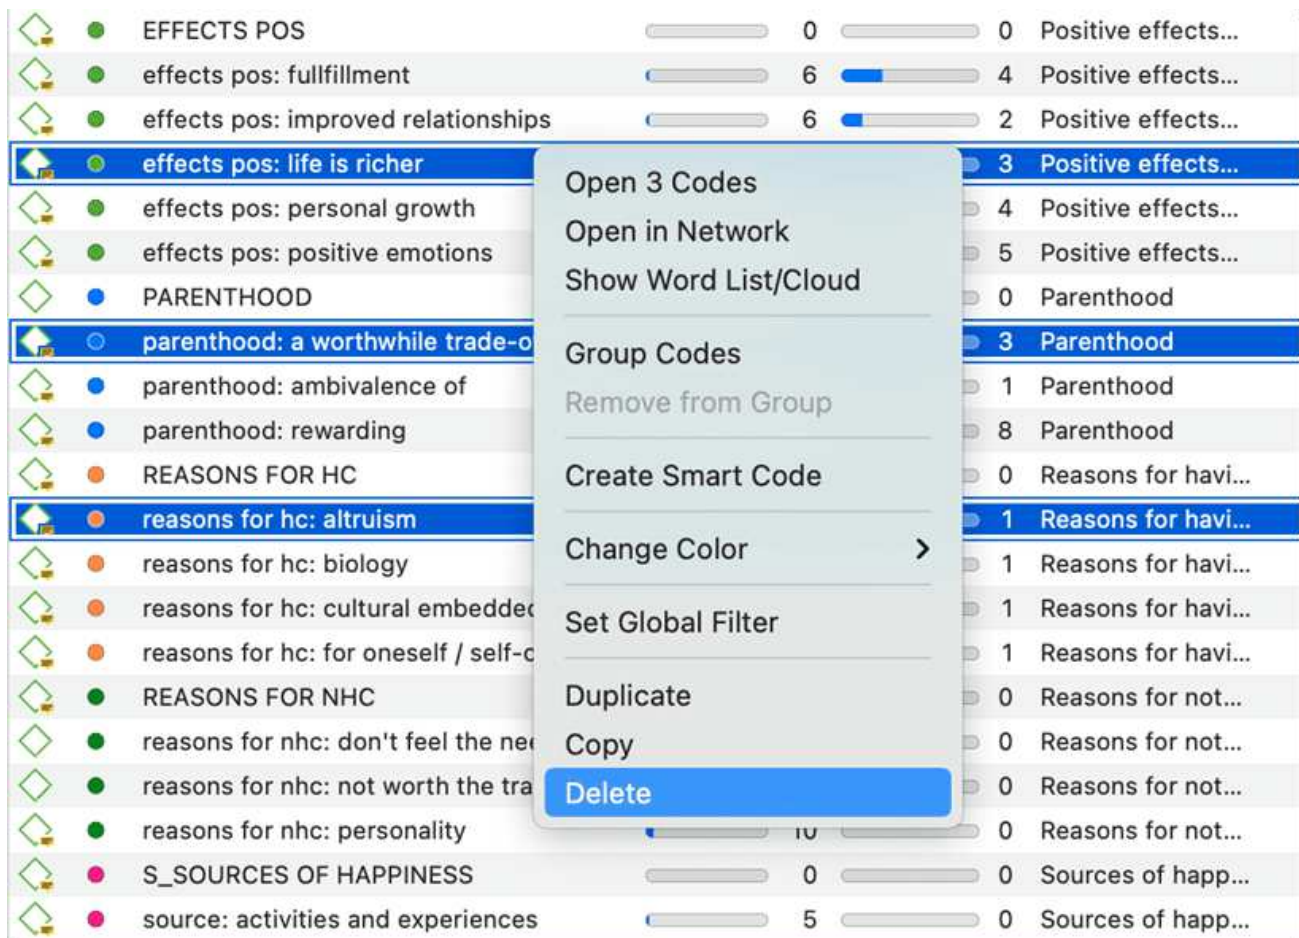 EFFECTS POS 0 0 Positive effects...
effects pos: fullfillment 6 4 Positive effects...
effects pos: improved relationships 6 2 Positive effects...
effects pos: life is richer 3 Positive effects...
effects pos: personal growth 4 Positive effects...
effects pos: positive emotions 5 Positive effects...
PARENTHOOD 0 Parenthood
parenthood: a worthwhile trade-o 3 Parenthood
parenthood: ambivalence of 1 Parenthood
parenthood: rewarding 8 Parenthood
REASONS FOR HC 0 Reasons for havi...
reasons for hc: altruism 1 Reasons for havi...
reasons for hc: biology 1 Reasons for havi...
reasons for hc: cultural embedded 1 Reasons for havi...
reasons for hc: for oneself / self-c 1 Reasons for havi...
REASONS FOR NHC 0 Reasons for not...
reasons for nhc: don't feel the nee 0 Reasons for not...
reasons for nhc: not worth the tra 0 Reasons for not...
reasons for nhc: personality 10 0 Reasons for not...
S_SOURCES OF HAPPINESS 0 0 Sources of happ...
source: activities and experiences 5 0 Sources of happ...
Open 3 Codes
Open in Network
Show Word List/Cloud
Group Codes
Remove from Group
Create Smart Code
Change Color
Set Global Filter
Duplicate
Copy
Delete